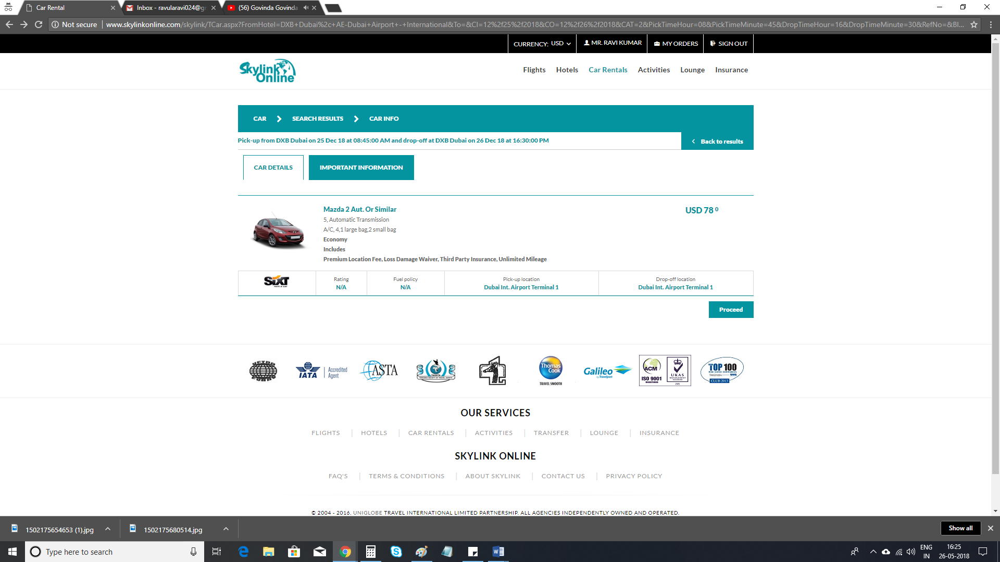 Car Rental
Inbox - ravularavi024@g
(56) Govinda Govinda
Not secure
www.skylinkonline.com/skylink/TCar.aspx?FromHotel=DXB+Dubai%2c+AE-Dubai+Airport+-+International&To=&CI=12%2f25%2f2018&CO=12%2f26%2f2018&CAT=2&PickTimeHour=08&PickTimeMinute=45&DropTimeHour=16&DropTimeMinute=30&RefNo=&Bl...
CURRENCY: USD
MR. RAVI KUMAR
MY ORDERS
SIGN OUT
Skylink
Online
Flights
Hotels
Car Rentals
Activities
Lounge
Insurance
CAR
SEARCH RESULTS
CAR INFO
Pick-up from DXB Dubai on 25 Dec 18 at 08:45:00 AM and drop-off at DXB Dubai on 26 Dec 18 at 16:30:00 PM
Back to results
CAR DETAILS
IMPORTANT INFORMATION
Mazda 2 Aut. Or Similar
USD 78 0
5, Automatic Transmission
A/C, 4,1 large bag,2 small bag
Economy
Includes
Premium Location Fee, Loss Damage Waiver, Third Party Insurance, Unlimited Mileage
SIXT
rent a car
Rating
N/A
Fuel policy
N/A
Pick-up location
Dubai Int. Airport Terminal 1
Drop-off location
Dubai Int. Airport Terminal 1
Proceed
IATA
Accredited
Agent
ASTA
Thomas
Cook
TRAVEL SMOOTH
Galileo
by Travelport
ACM
ISO 9001
REGISTERED
UKAS
MANAGEMENT
SYSTEMS
TOP 100
MID-SIZED COMPANIES
CLUB 2013
OUR SERVICES
FLIGHTS
HOTELS
CAR RENTALS
ACTIVITIES
TRANSFER
LOUNGE
INSURANCE
SKYLINK ONLINE
FAQ'S
TERMS & CONDITIONS
ABOUT SKYLINK
CONTACT US
PRIVACY POLICY
© 2004 - 2016. UNIGLOBE TRAVEL INTERNATIONAL LIMITED PARTNERSHIP. ALL AGENCIES INDEPENDENTLY OWNED AND OPERATED.
1502175654653 (1).jpg
1502175680514.jpg
Show all
Type here to search
ENG
IN
16:25
26-05-2018